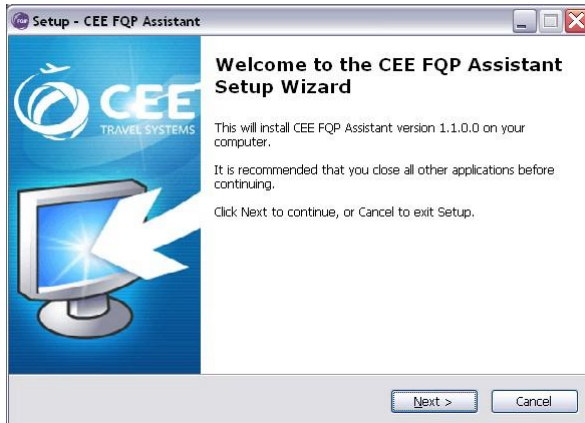 Setup - CEE FQP Assistant
CEE
TRAVEL SYSTEMS
Welcome to the CEE FQP Assistant
Setup Wizard
This will install CEE FQP Assistant version 1.1.0.0 on your
computer.
It is recommended that you close all other applications before
continuing.
Click Next to continue, or Cancel to exit Setup.
Next >
Cancel